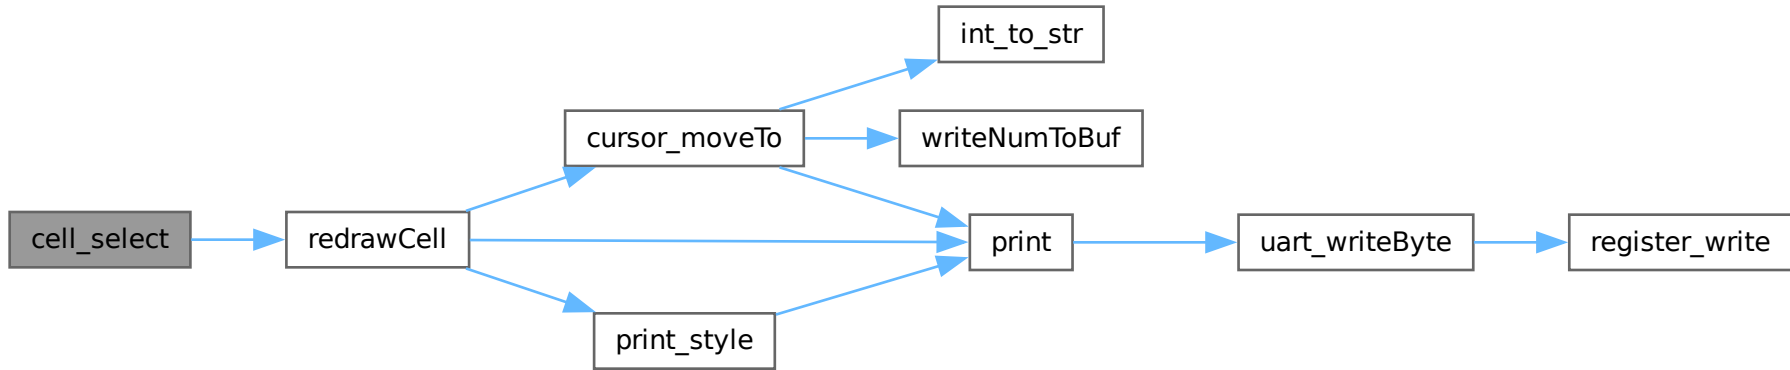 cell_select
redrawCell
cursor_moveTo
int_to_str
writeNumToBuf
print
print_style
uart_writeByte
register_write